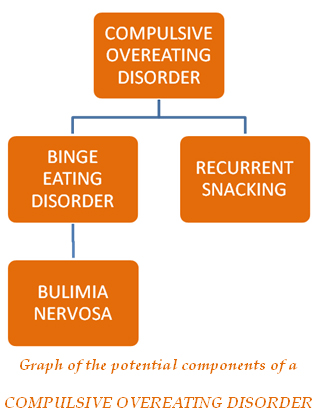 COMPULSIVE
OVEREATING
DISORDER
BINGE
EATING
DISORDER
RECURRENT
SNACKING
BULIMIA
NERVOSA
Graph of the potential components of a
COMPULSIVE OVEREATING DISORDER